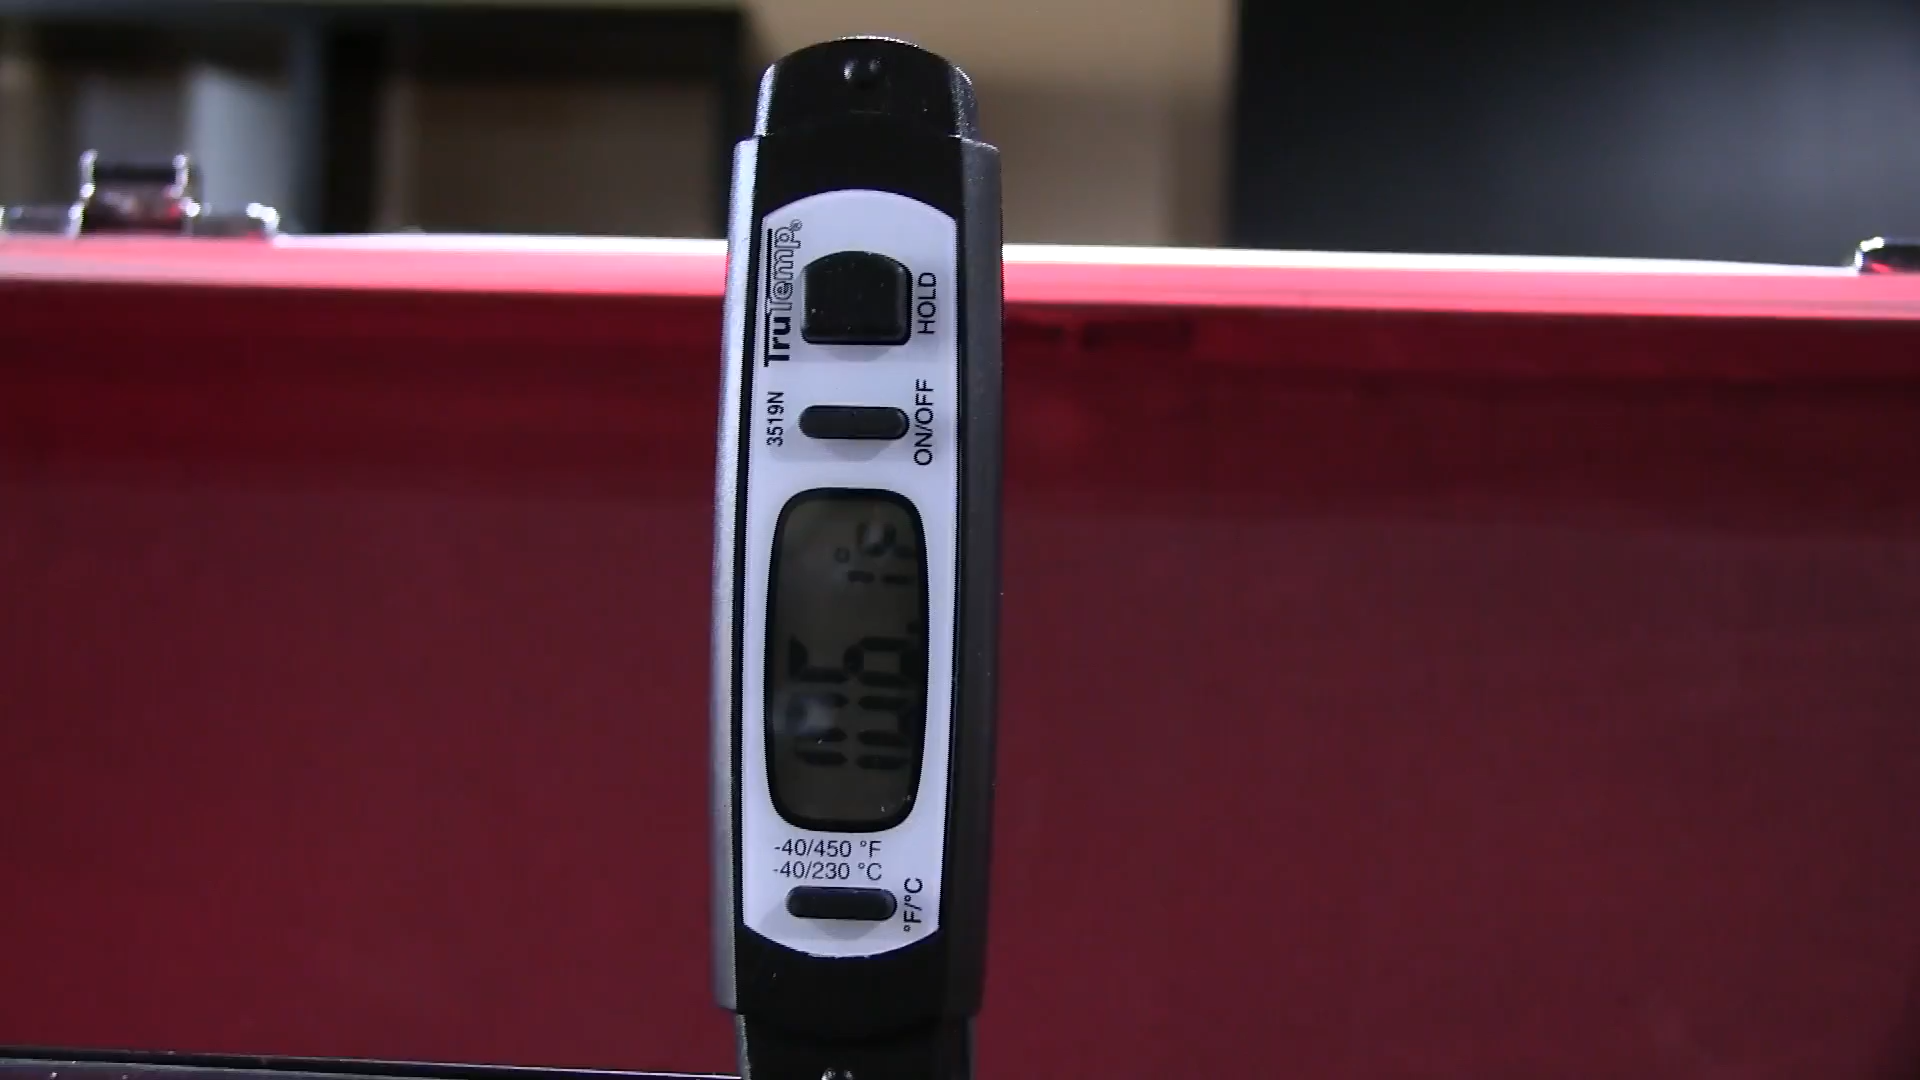 TruTemp®
HOLD
3519N
ON/OFF
-40/450 °F
-40/230 °C
°F/°C